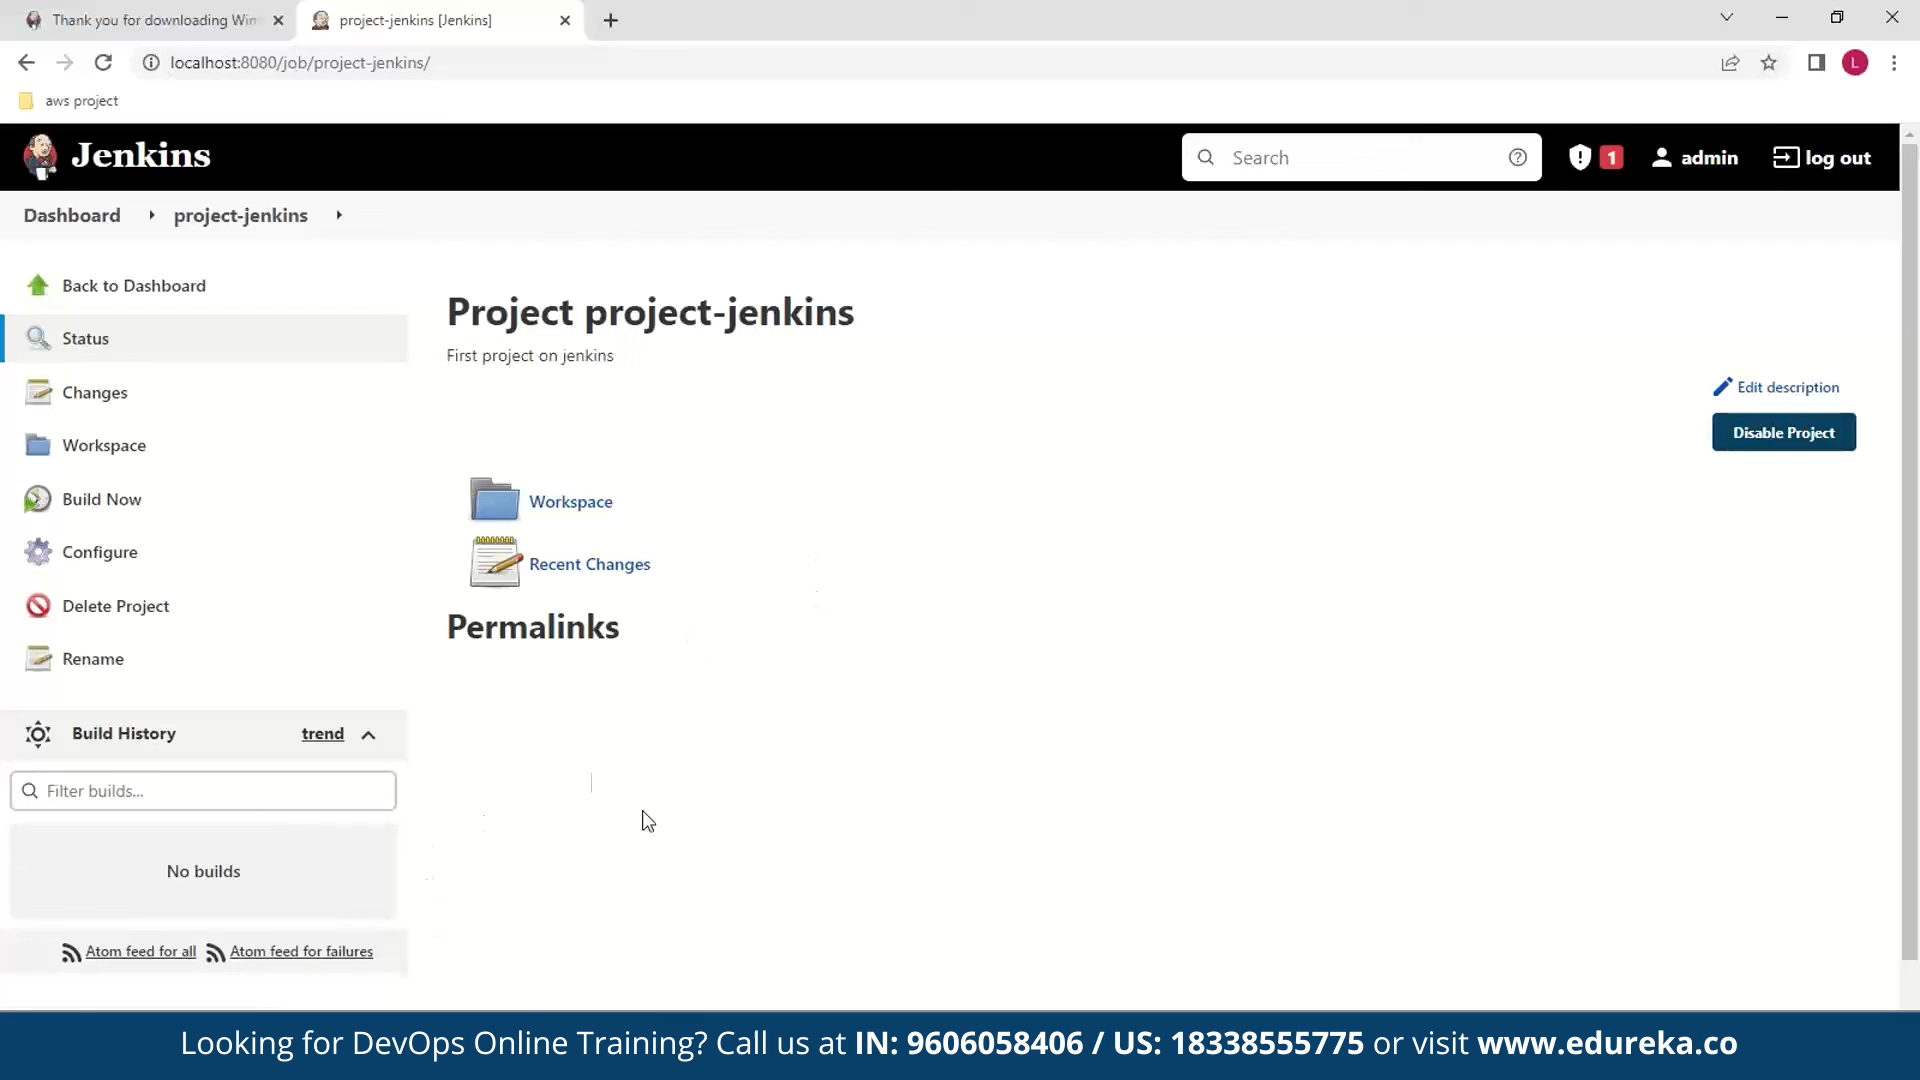 Thank you for downloading Win
project-jenkins [Jenkins]
localhost:8080/job/project-jenkins/
L
aws project
Jenkins
Search
1
admin
log out
Dashboard
project-jenkins
Back to Dashboard
Status
Changes
Workspace
Build Now
Configure
Delete Project
Rename
Build History
trend
Filter builds...
No builds
Atom feed for all
Atom feed for failures
Project project-jenkins
First project on jenkins
Edit description
Disable Project
Workspace
Recent Changes
Permalinks
Looking for DevOps Online Training? Call us at IN: 9606058406 / US: 18338555775 or visit www.edureka.co